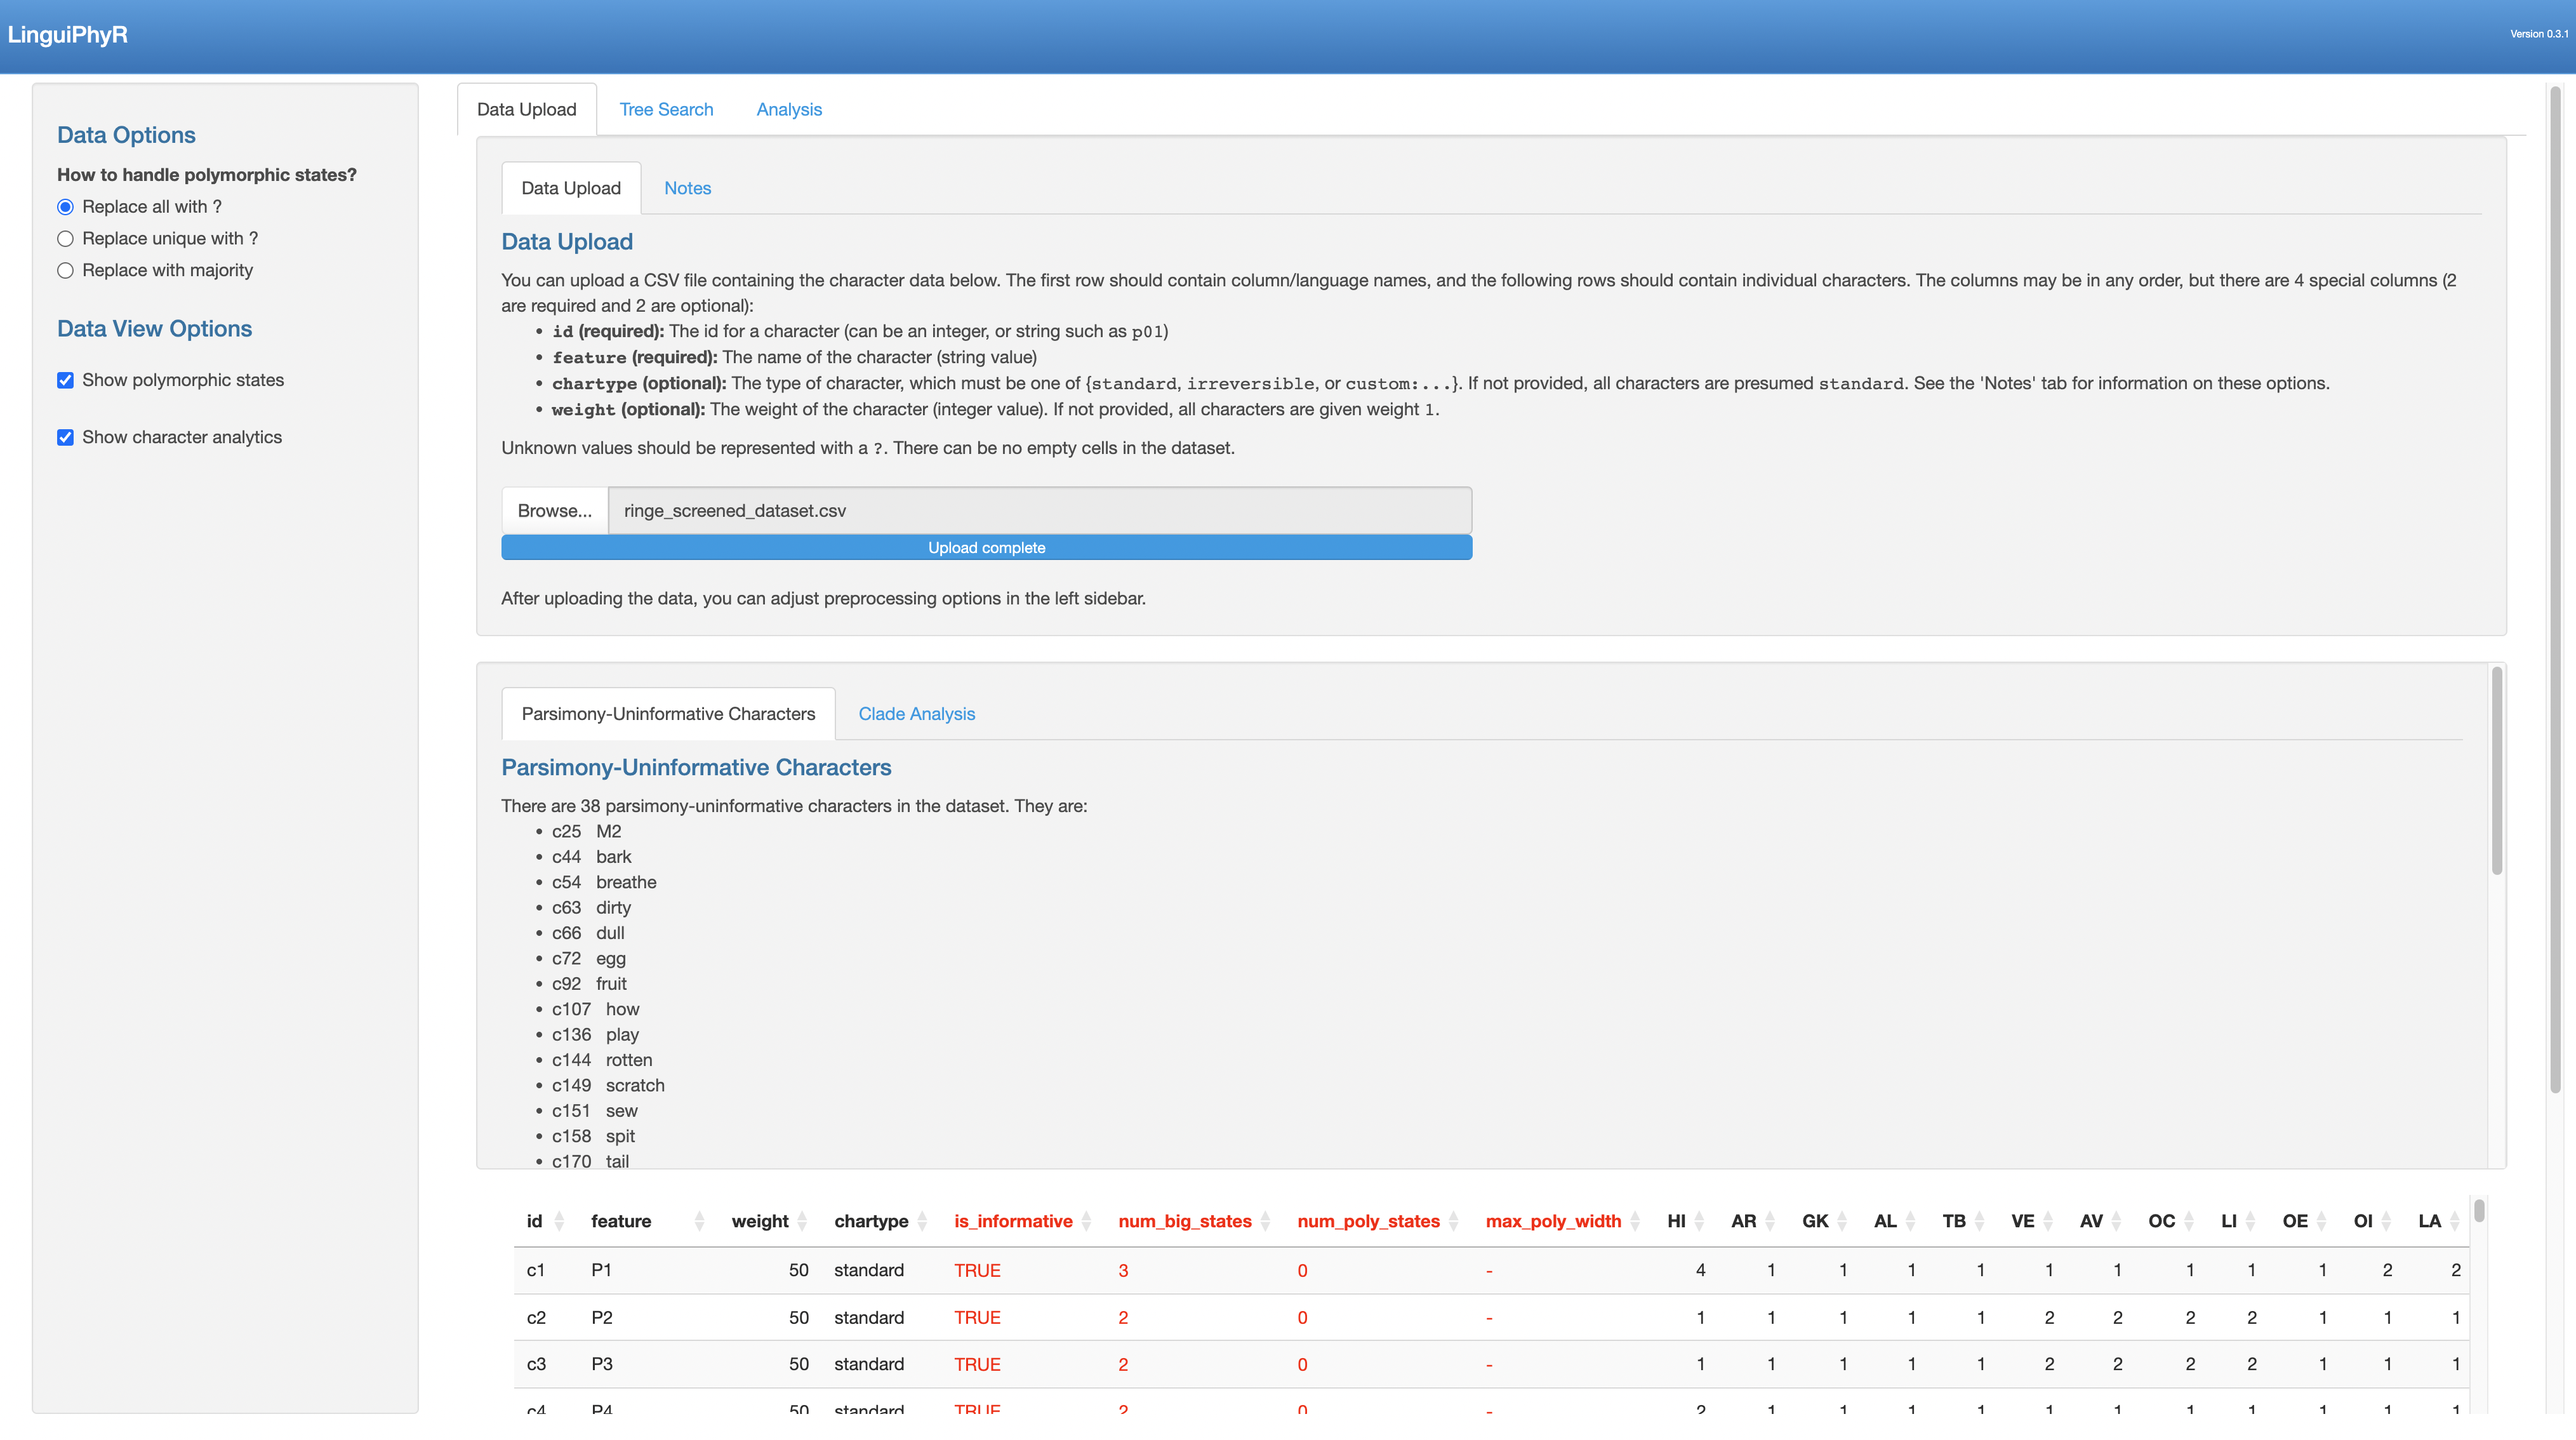 LinguiPhyR
Version 0.3.1
Data Options
How to handle polymorphic states?
Replace all with ?
Replace unique with ?
Replace with majority
Data View Options
Show polymorphic states
Show character analytics
Data Upload Tree Search Analysis
Data Upload Notes
Data Upload
You can upload a CSV file containing the character data below. The first row should contain column/language names, and the following rows should contain individual characters. The columns may be in any order, but there are 4 special columns (2
are required and 2 are optional):
• id (required): The id for a character (can be an integer, or string such as p01)
• feature (required): The name of the character (string value)
• chartype (optional): The type of character, which must be one of {standard, irreversible, or custom:...}. If not provided, all characters are presumed standard. See the 'Notes' tab for information on these options.
• weight (optional): The weight of the character (integer value). If not provided, all characters are given weight 1.
Unknown values should be represented with a ?. There can be no empty cells in the dataset.
Browse... ringe_screened_dataset.csv
Upload complete
After uploading the data, you can adjust preprocessing options in the left sidebar.
Parsimony-Uninformative Characters Clade Analysis
Parsimony-Uninformative Characters
There are 38 parsimony-uninformative characters in the dataset. They are:
• c25 M2
• c44 bark
• c54 breathe
• c63 dirty
• c66 dull
• c72 egg
• c92 fruit
• c107 how
• c136 play
• c144 rotten
• c149 scratch
• c151 sew
• c158 spit
• c170 tail
id feature weight chartype is_informative num_big_states num_poly_states max_poly_width HI AR GK AL TB VE AV OC LI OE OI LA
c1 P1 50 standard TRUE 3 0 - 4 1 1 1 1 1 1 1 1 1 2 2
c2 P2 50 standard TRUE 2 0 - 1 1 1 1 1 2 2 2 2 1 1 1
c3 P3 50 standard TRUE 2 0 - 1 1 1 1 1 2 2 2 2 1 1 1
c4 P4 50 standard TRUE 2 0 - 2 1 1 1 1 1 1 1 1 1 1 1